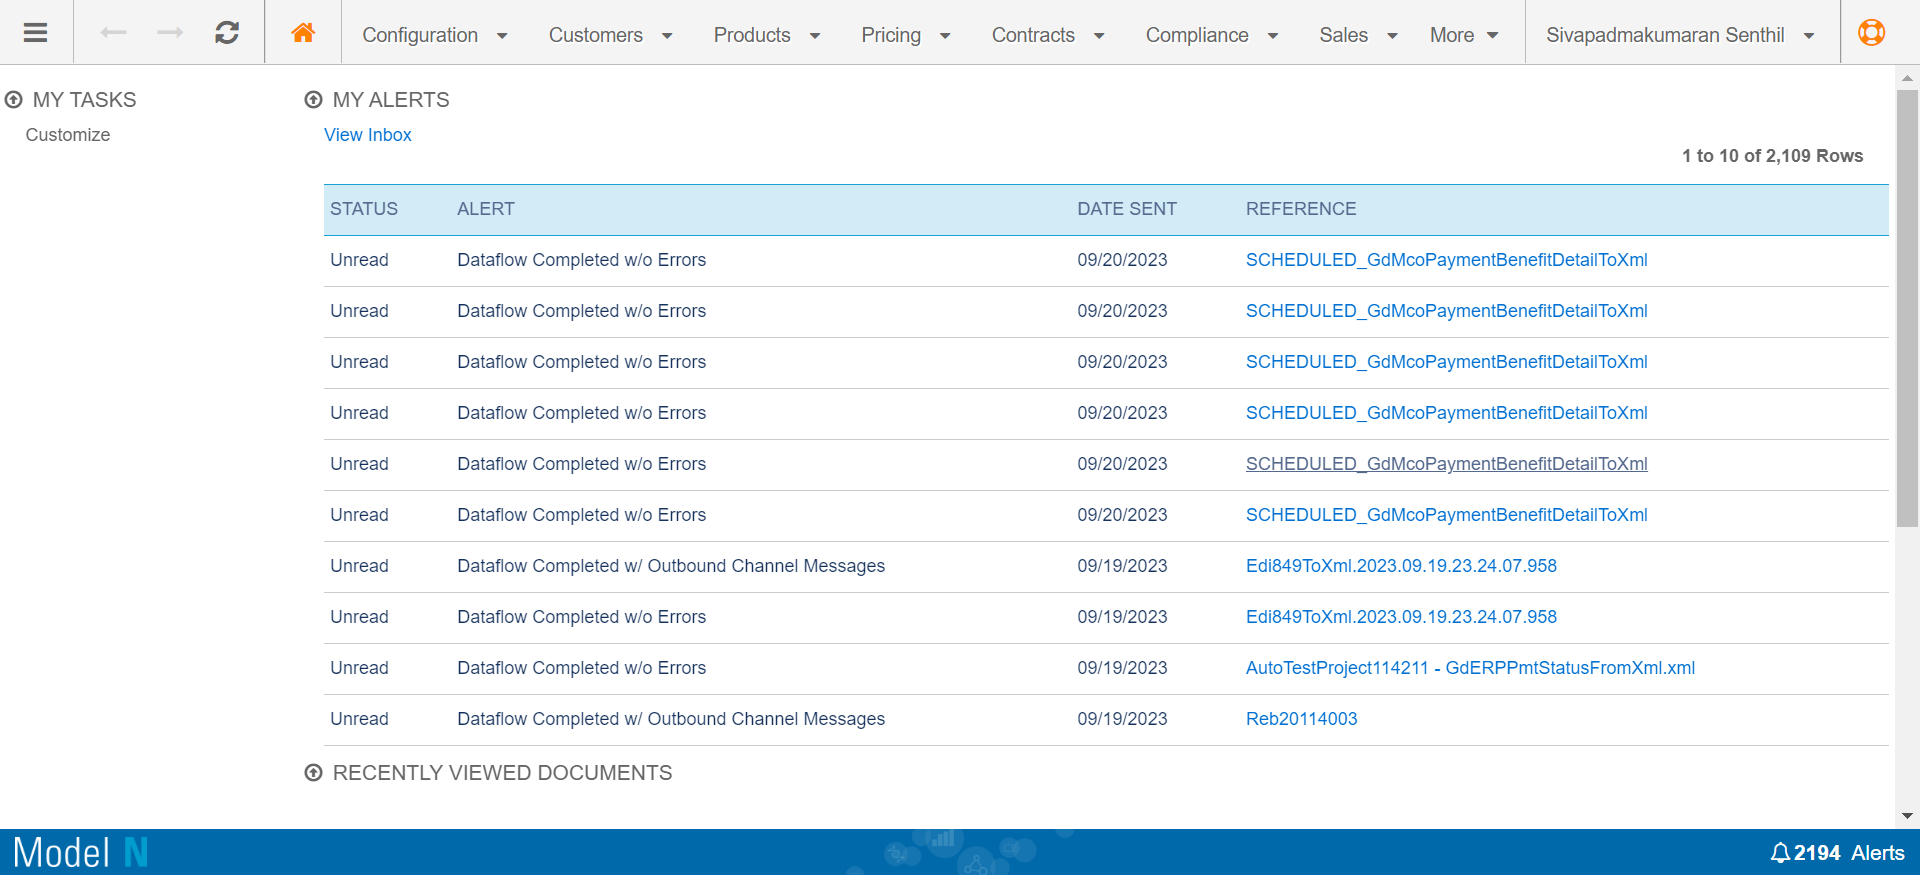 Configuration Customers Products Pricing Contracts Compliance Sales More Sivapadmakumaran Senthil
MY TASKS
Customize
MY ALERTS
View Inbox
1 to 10 of 2,109 Rows
STATUS ALERT DATE SENT REFERENCE
Unread Dataflow Completed w/o Errors 09/20/2023 SCHEDULED_GdMcoPaymentBenefitDetailToXml
Unread Dataflow Completed w/o Errors 09/20/2023 SCHEDULED_GdMcoPaymentBenefitDetailToXml
Unread Dataflow Completed w/o Errors 09/20/2023 SCHEDULED_GdMcoPaymentBenefitDetailToXml
Unread Dataflow Completed w/o Errors 09/20/2023 SCHEDULED_GdMcoPaymentBenefitDetailToXml
Unread Dataflow Completed w/o Errors 09/20/2023 SCHEDULED_GdMcoPaymentBenefitDetailToXml
Unread Dataflow Completed w/o Errors 09/20/2023 SCHEDULED_GdMcoPaymentBenefitDetailToXml
Unread Dataflow Completed w/ Outbound Channel Messages 09/19/2023 Edi849ToXml.2023.09.19.23.24.07.958
Unread Dataflow Completed w/o Errors 09/19/2023 Edi849ToXml.2023.09.19.23.24.07.958
Unread Dataflow Completed w/o Errors 09/19/2023 AutoTestProject114211 - GdERPPmtStatusFromXml.xml
Unread Dataflow Completed w/ Outbound Channel Messages 09/19/2023 Reb20114003
RECENTLY VIEWED DOCUMENTS
Model N
2194 Alerts